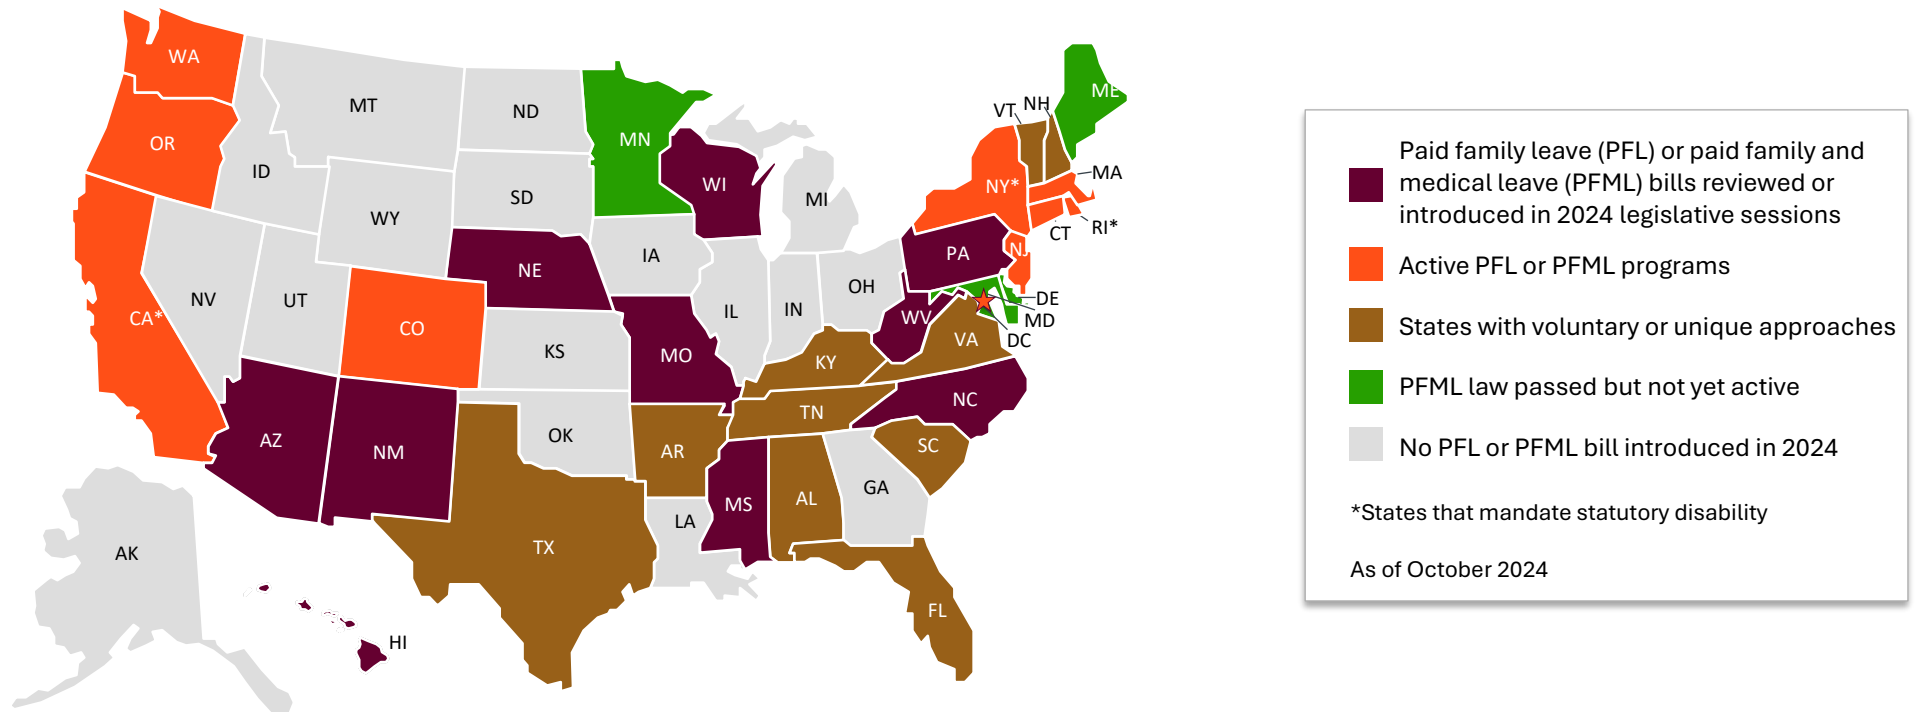 WA
OR
CA*
ID
NV
MT
WY
UT
CO
AZ
NM
ND
SD
NE
KS
OK
TX
MN
IA
MO
AR
LA
WI
IL
MI
IN
OH
KY
TN
MS
AL
GA
FL
SC
NC
VA
WV
PA
NY*
VT
NH
ME
MA
RI*
CT
NJ
DE
MD
DC
AK
HI
Paid family leave (PFL) or paid family and
medical leave (PFML) bills reviewed or
introduced in 2024 legislative sessions
Active PFL or PFML programs
States with voluntary or unique approaches
PFML law passed but not yet active
No PFL or PFML bill introduced in 2024
*States that mandate statutory disability
As of October 2024